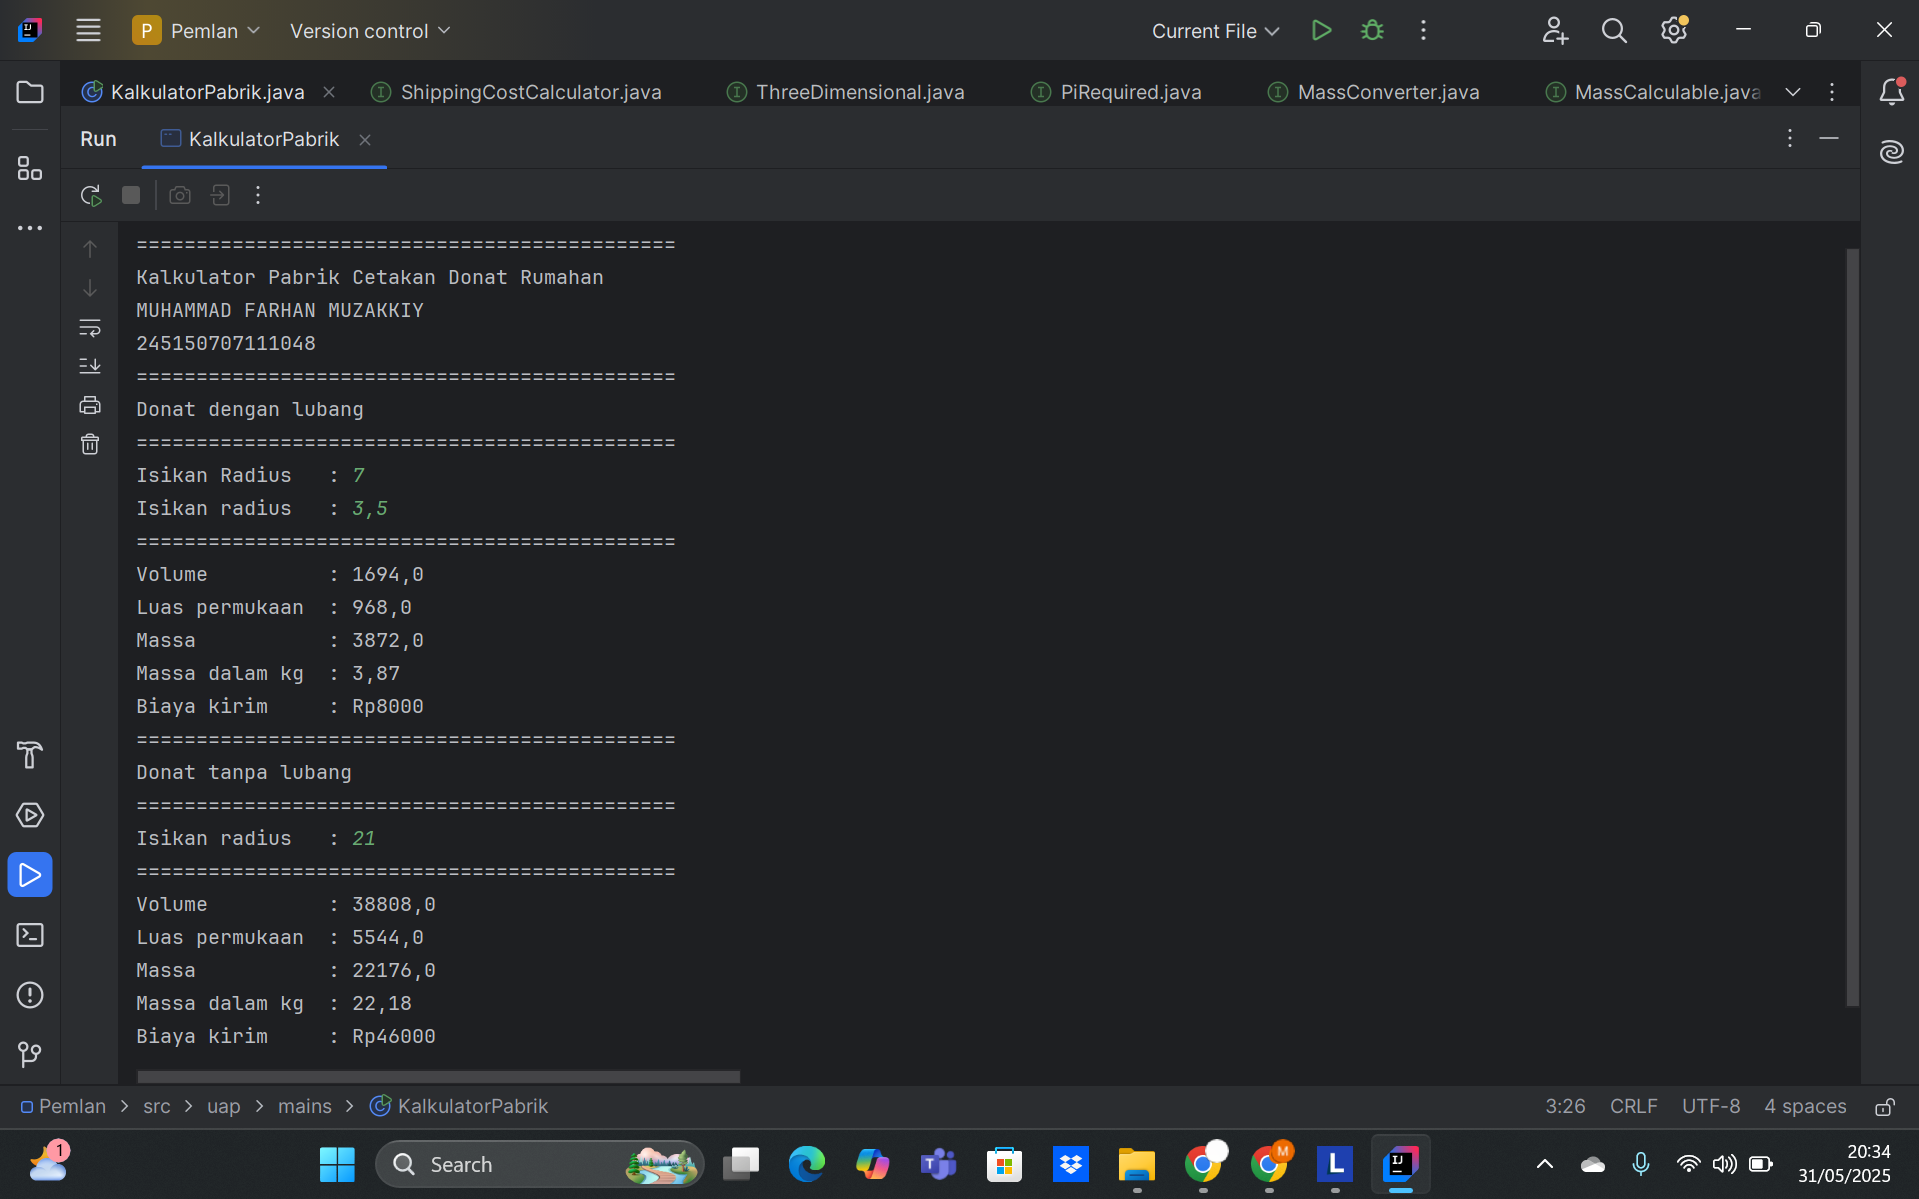 P Pemlan Version control Current File
KalkulatorPabrik.java ShippingCostCalculator.java ThreeDimensional.java PiRequired.java MassConverter.java MassCalculable.java
Run KalkulatorPabrik
=============================================
Kalkulator Pabrik Cetakan Donat Rumahan
MUHAMMAD FARHAN MUZAKKIY
245150707111048
=============================================
Donat dengan lubang
=============================================
Isikan Radius   : 7
Isikan radius   : 3,5
=============================================
Volume          : 1694,0
Luas permukaan  : 968,0
Massa           : 3872,0
Massa dalam kg  : 3,87
Biaya kirim     : Rp8000
=============================================
Donat tanpa lubang
=============================================
Isikan radius   : 21
=============================================
Volume          : 38808,0
Luas permukaan  : 5544,0
Massa           : 22176,0
Massa dalam kg  : 22,18
Biaya kirim     : Rp46000
Pemlan > src > uap > mains > KalkulatorPabrik 3:26 CRLF UTF-8 4 spaces
1 Search M L 20:34
31/05/2025